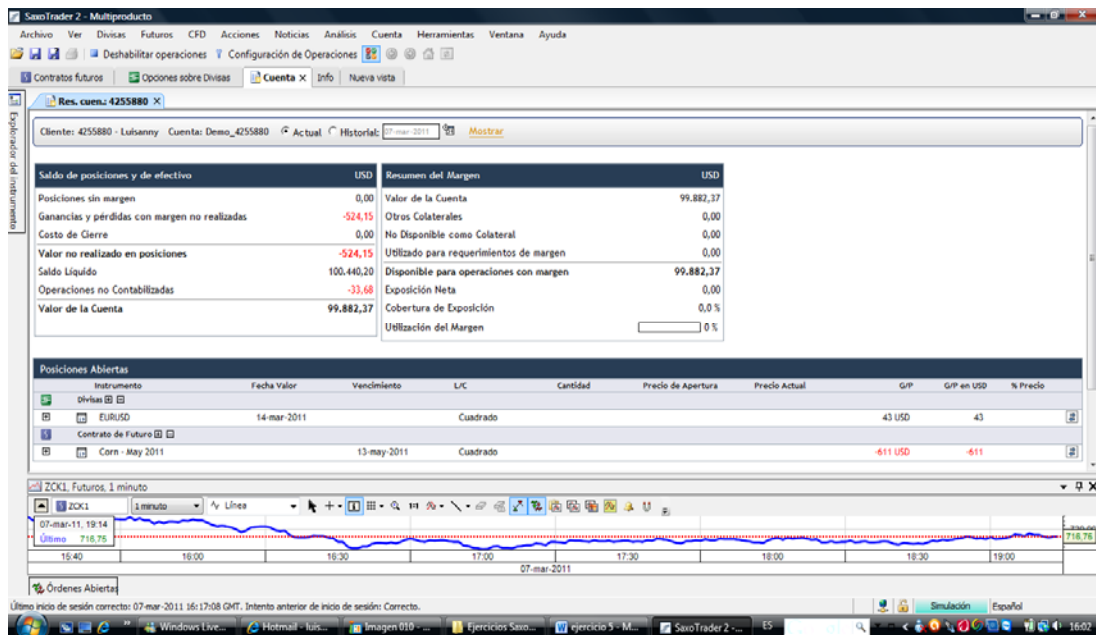 SaxoTrader 2 - Multiproducto
Archivo Ver Divisas Futuros CFD Acciones Noticias Análisis Cuenta Herramientas Ventana Ayuda
Deshabilitar operaciones Configuración de Operaciones
Contratos futuros Opciones sobre Divisas Cuenta Info Nueva vista
Res. cuen.: 4255880
Explorador del instrumento
Cliente: 4255880 - Luisanny Cuenta: Demo_4255880 Actual Historial: 07-mar-2011 Mostrar
Saldo de posiciones y de efectivo USD Resumen del Margen USD
Posiciones sin margen 0,00 Valor de la Cuenta 99.882,37
Ganancias y pérdidas con margen no realizadas -524,15 Otros Colaterales 0,00
Costo de Cierre 0,00 No Disponible como Colateral 0,00
Valor no realizado en posiciones -524,15 Utilizado para requerimientos de margen 0,00
Saldo Líquido 100.440,20 Disponible para operaciones con margen 99.882,37
Operaciones no Contabilizadas -33,68 Exposición Neta 0,00
Valor de la Cuenta 99.882,37 Cobertura de Exposición 0,0 %
Utilización del Margen 0 %
Posiciones Abiertas
Instrumento Fecha Valor Vencimiento L/C Cantidad Precio de Apertura Precio Actual G/P G/P en USD % Precio
Divisas
EURUSD 14-mar-2011 Cuadrado 43 USD 43
Contrato de Futuro
Corn - May 2011 13-may-2011 Cuadrado -611 USD -611
ZCK1, Futuros, 1 minuto
ZCK1 1 minuto Línea
07-mar-11, 19:14
Último 716,75
716,76
15:40 16:00 16:30 17:00 17:30 18:00 18:30 19:00
07-mar-2011
Órdenes Abiertas
Último inicio de sesión correcto: 07-mar-2011 16:17:08 GMT. Intento anterior de inicio de sesión: Correcto. Simulación Español
Windows Live... Hotmail - luis... Imagen 010 - ... Ejercicios Saxo... ejercicio 5 - M... SaxoTrader 2 -... ES 16:02